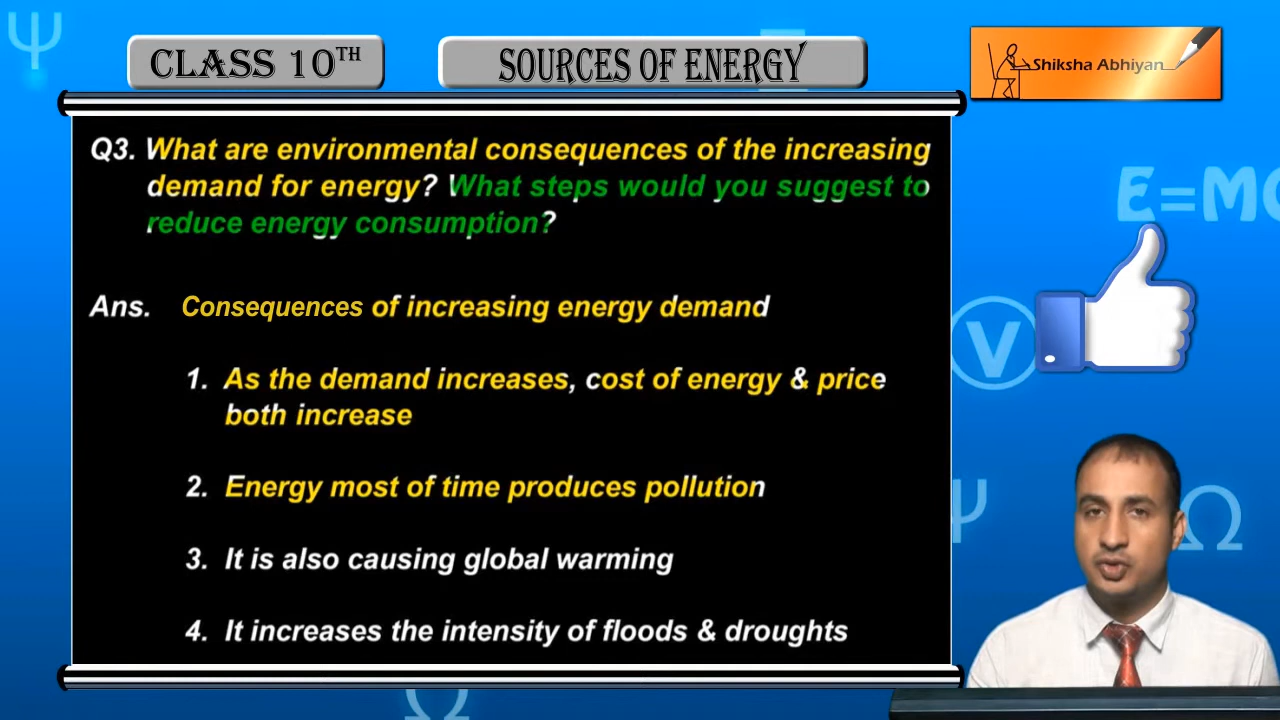 Ψ
CLASS 10TH
SOURCES OF ENERGY
Shiksha Abhiyan
Q3. What are environmental consequences of the increasing
demand for energy? What steps would you suggest to
reduce energy consumption?
E=MC
Ans. Consequences of increasing energy demand
V
1. As the demand increases, cost of energy & price
both increase
2. Energy most of time produces pollution
Ψ
Ω
3. It is also causing global warming
4. It increases the intensity of floods & droughts
Ω